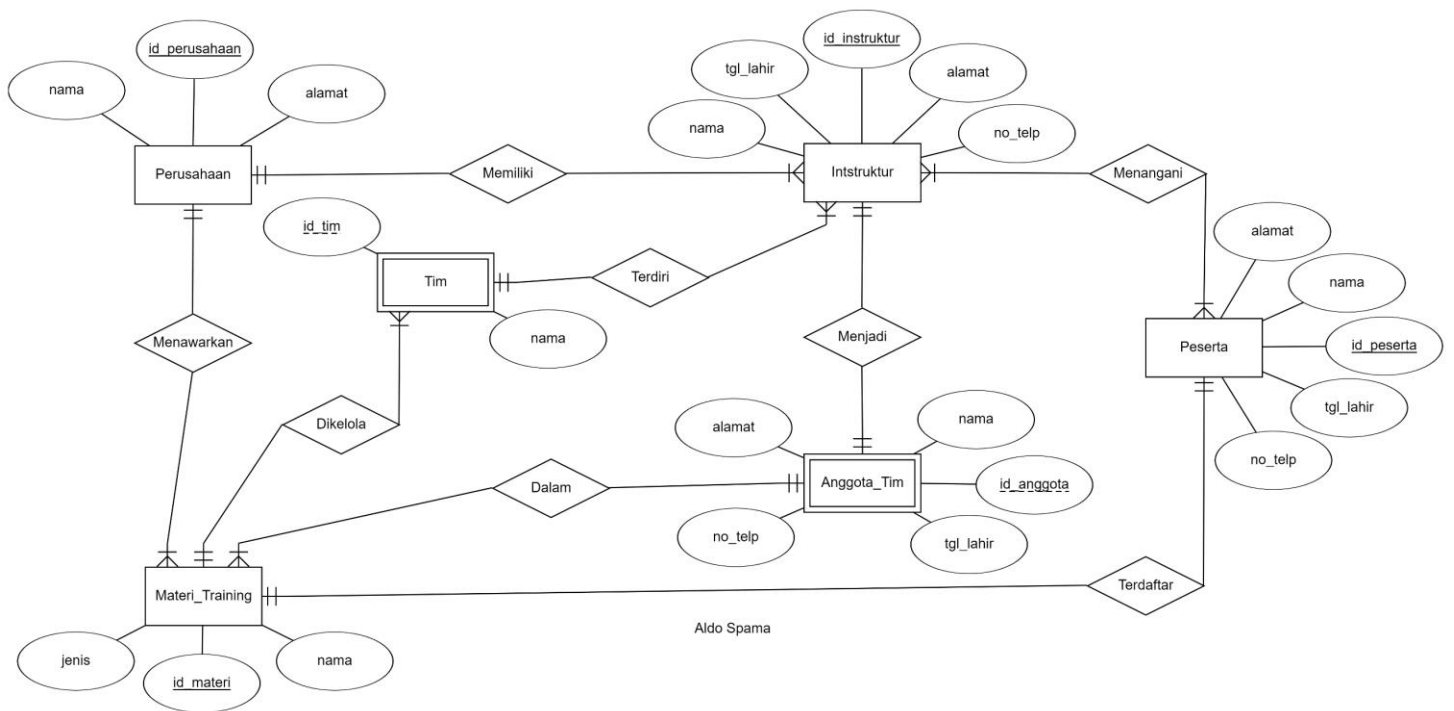 id_perusahaan
nama
alamat
Perusahaan
Memiliki
id_instruktur
tgl_lahir
alamat
nama
no_telp
Intstruktur
Menangani
id_tim
Tim
nama
Terdiri
alamat
nama
id_peserta
Peserta
tgl_lahir
no_telp
Menawarkan
Menjadi
Dikelola
alamat
nama
Anggota_Tim
id_anggota
no_telp
tgl_lahir
Dalam
Materi_Training
Terdaftar
Aldo Spama
jenis
id_materi
nama